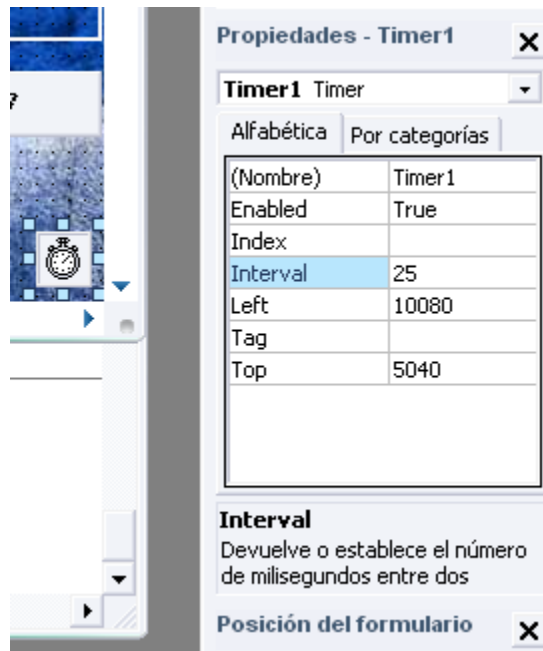 Propiedades - Timer1
?
Timer1 Timer
Alfabética Por categorías
(Nombre) Timer1
Enabled True
Index
Interval 25
Left 10080
Tag
Top 5040
Interval
Devuelve o establece el número
de milisegundos entre dos
Posición del formulario